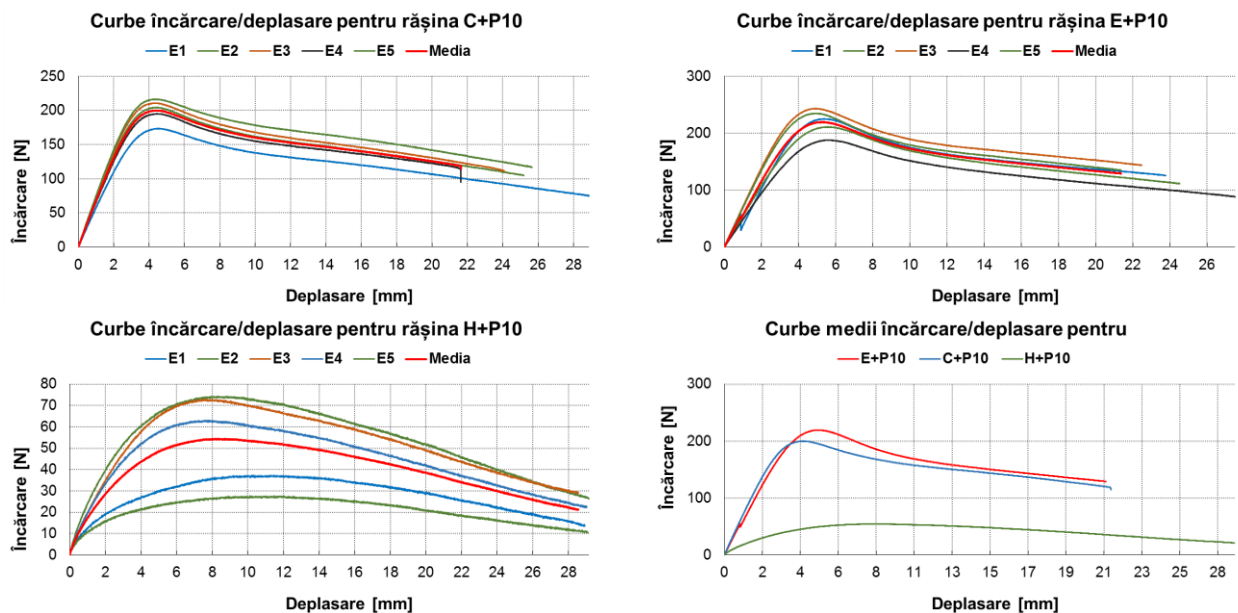 Curbe încărcare/deplasare pentru rășina C+P10
E1 E2 E3 E4 E5 Media
Încărcare [N]
250
200
150
100
50
0
0 2 4 6 8 10 12 14 16 18 20 22 24 26 28
Deplasare [mm]
Curbe încărcare/deplasare pentru rășina E+P10
E1 E2 E3 E4 E5 Media
Încărcare [N]
300
200
100
0
0 2 4 6 8 10 12 14 16 18 20 22 24 26
Deplasare [mm]
Curbe încărcare/deplasare pentru rășina H+P10
E1 E2 E3 E4 E5 Media
Încărcare [N]
80
70
60
50
40
30
20
10
0
0 2 4 6 8 10 12 14 16 18 20 22 24 26 28
Deplasare [mm]
Curbe medii încărcare/deplasare pentru
E+P10 C+P10 H+P10
Încărcare [N]
300
200
100
0
0 2 4 6 8 11 13 15 17 19 21 23 25 28
Deplasare [mm]